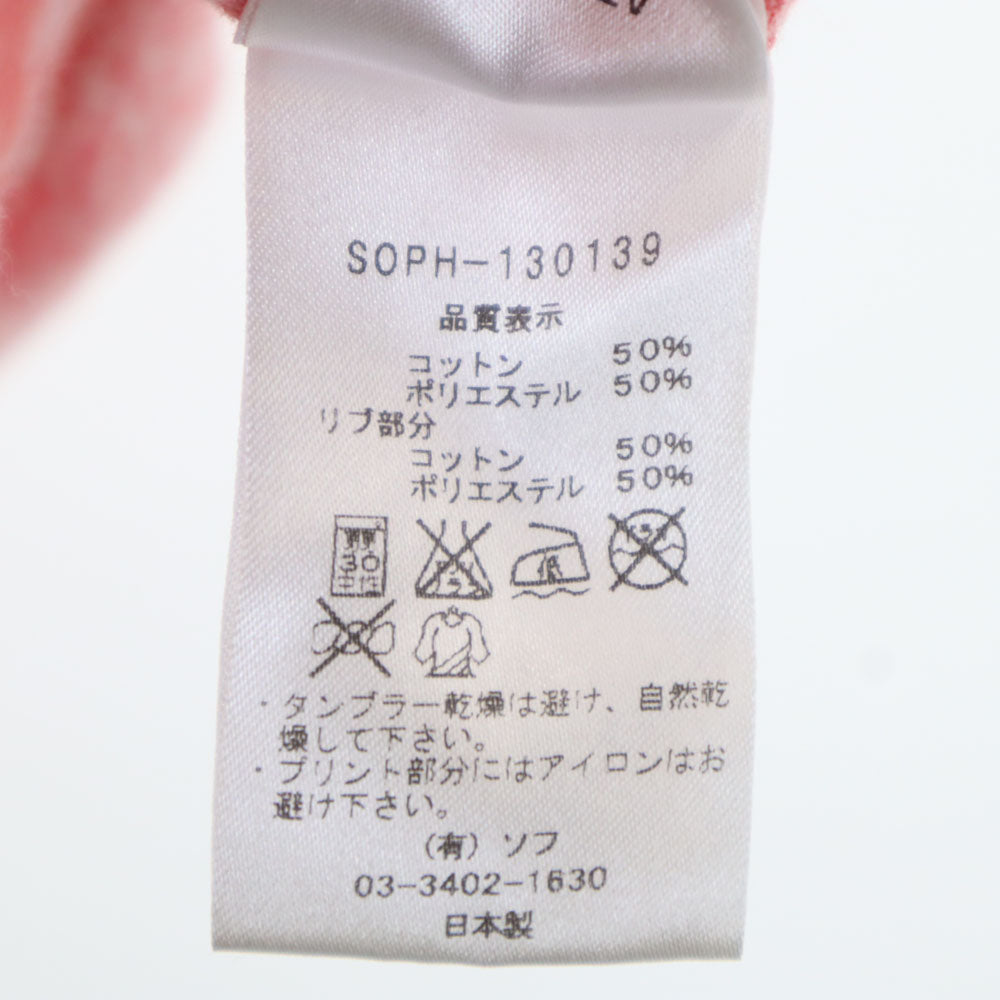 SOPH-130139
品質表示
コットン 50%
ポリエステル 50%
リブ部分
コットン 50%
ポリエステル 50%
30
中性
低
・タンブラー乾燥は避け、自然乾
燥して下さい。
・プリント部分にはアイロンはお
避け下さい。
(有) ソフ
03-3402-1630
日本製